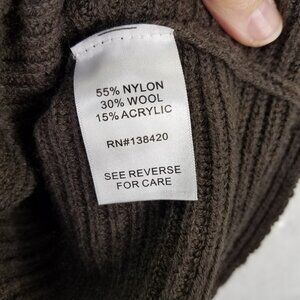 55% NYLON
30% WOOL
15% ACRYLIC
RN#138420
SEE REVERSE
FOR CARE